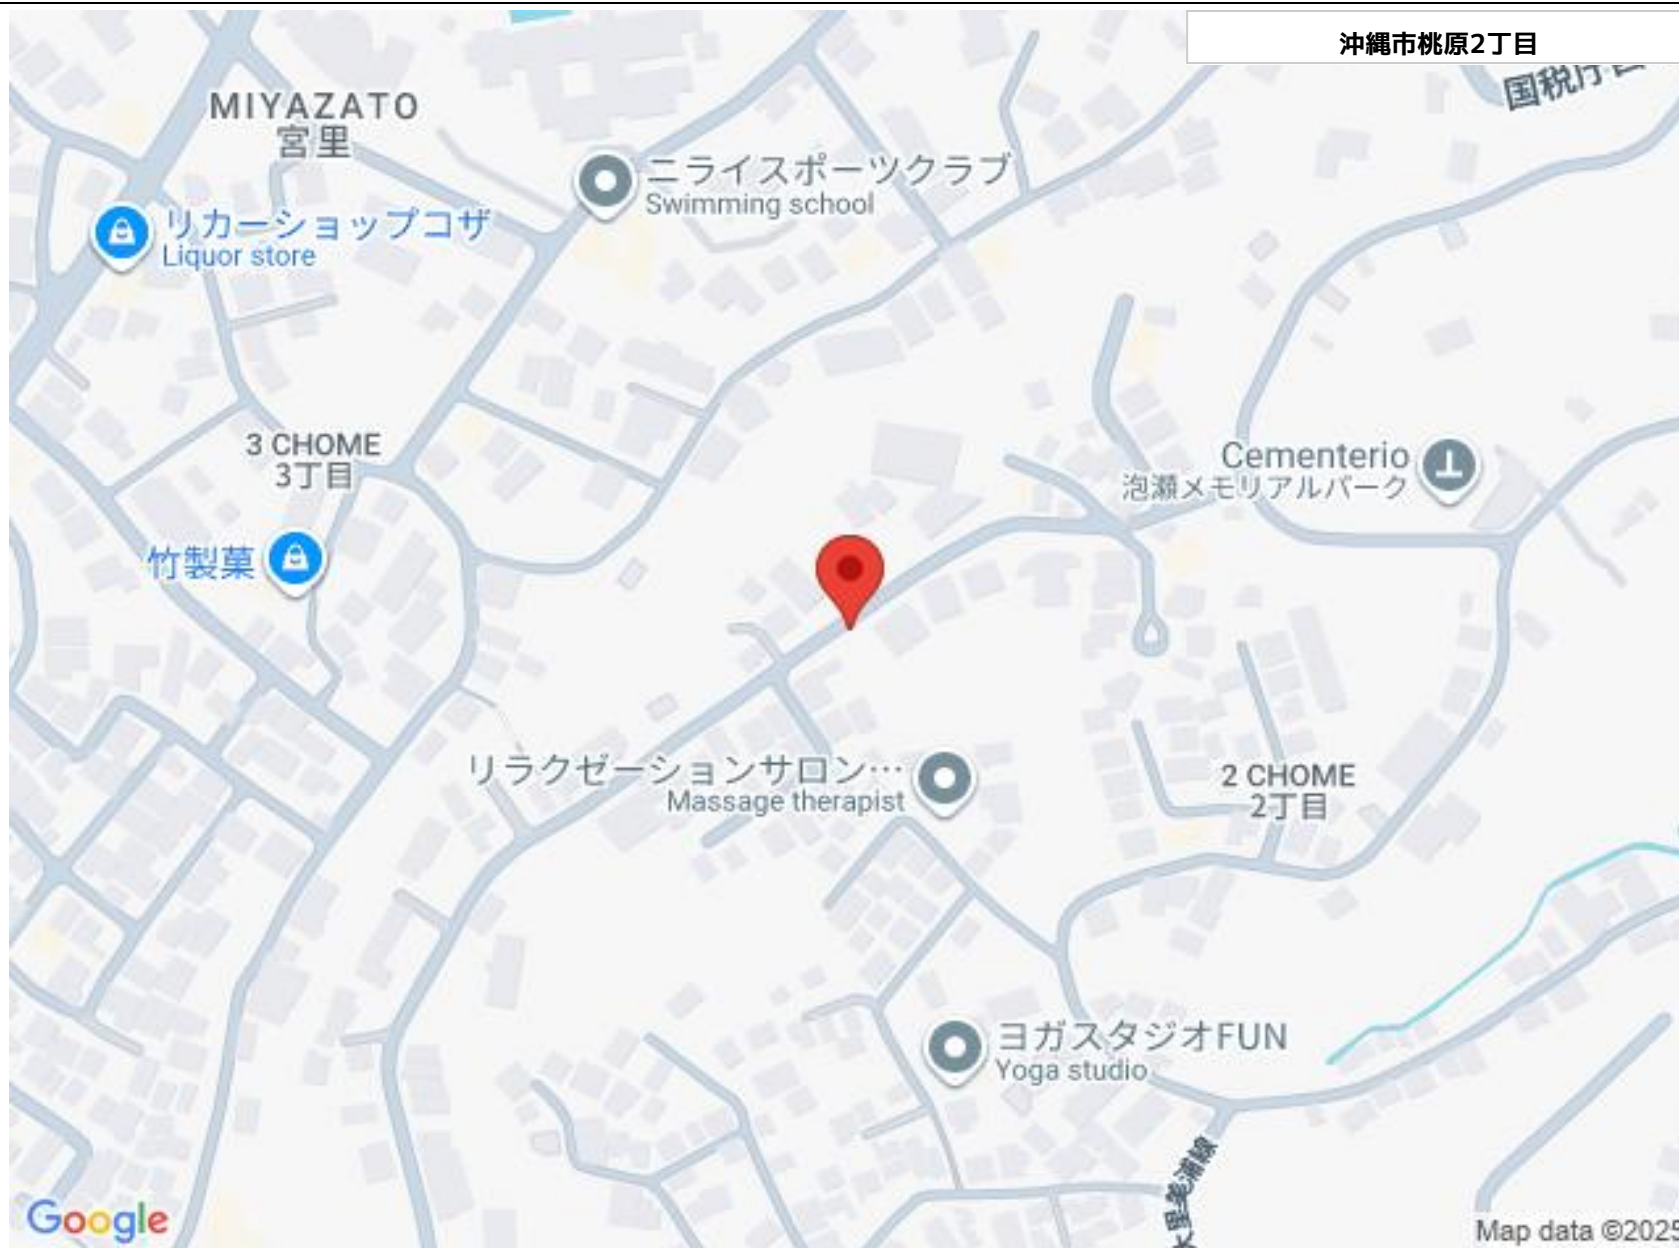 沖縄市桃原2丁目
国税庁
MIYAZATO
宮里
ニライスポーツクラブ
Swimming school
リカーショップコザ
Liquor store
3 CHOME
3丁目
Cementerio
泡瀬メモリアルパーク
竹製菓
リラクゼーションサロン…
Massage therapist
2 CHOME
2丁目
ヨガスタジオFUN
Yoga studio
里美浦線
Google
Map data ©2025